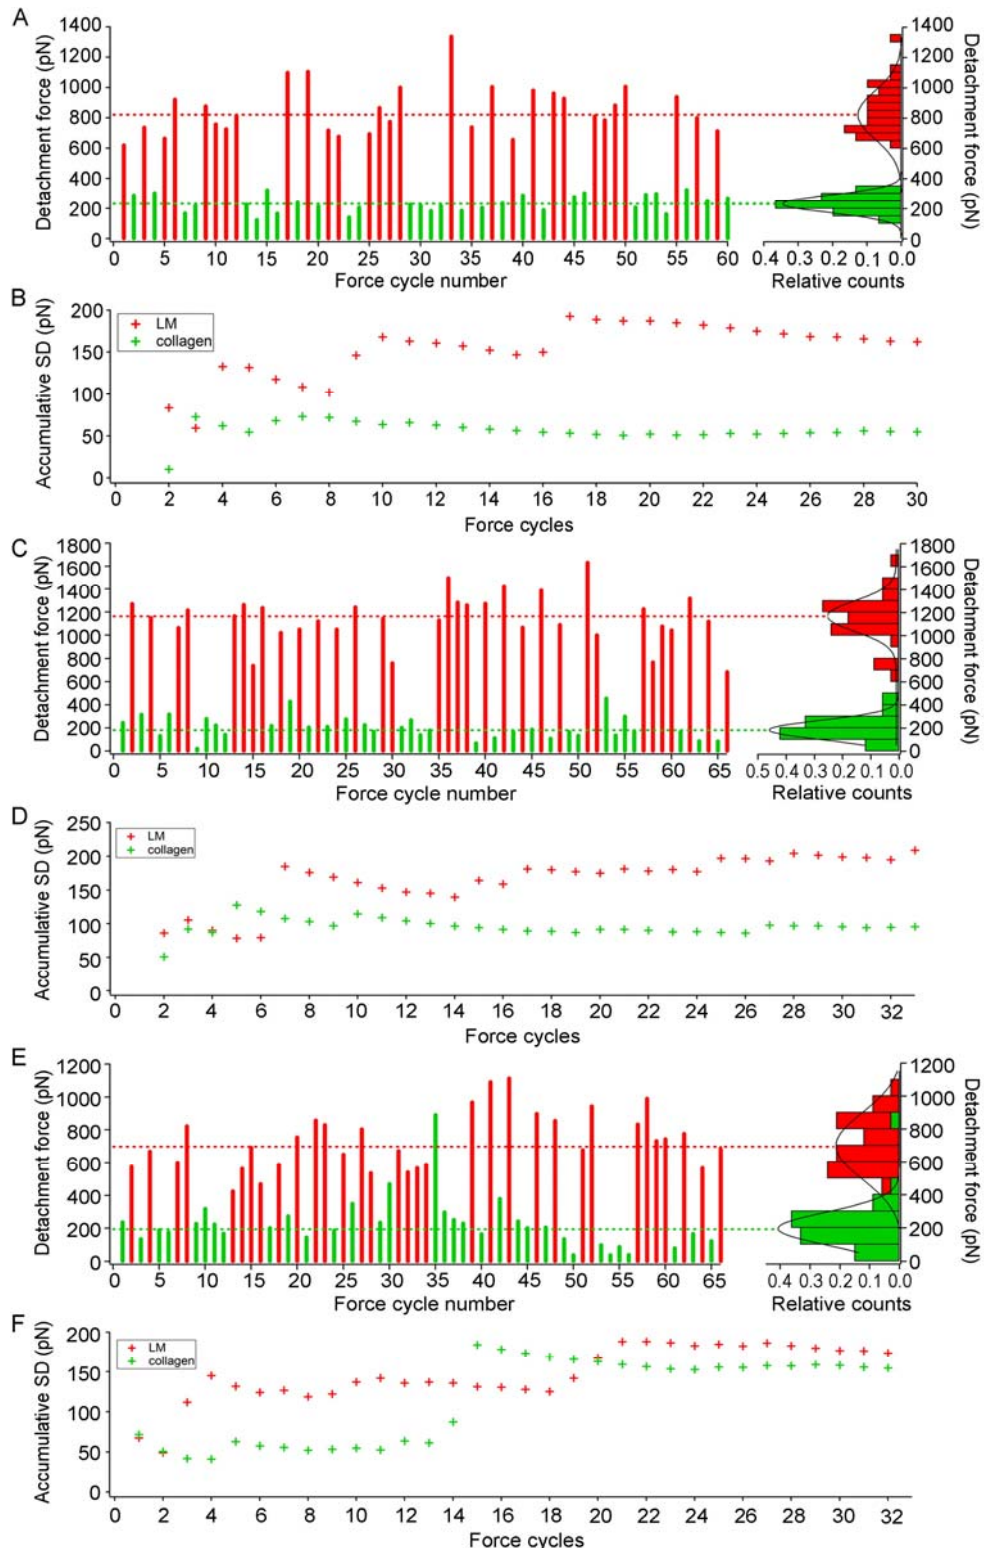 A
Detachment force (pN)
1400
1200
1000
800
600
400
200
0
0 5 10 15 20 25 30 35 40 45 50 55 60
Force cycle number
1400
1200
1000
800
600
400
200
0
Detachment force (pN)
0.4 0.3 0.2 0.1 0.0
Relative counts
B
Accumulative SD (pN)
200
150
100
50
0
LM
collagen
0 2 4 6 8 10 12 14 16 18 20 22 24 26 28 30
Force cycles
C
Detachment force (pN)
1800
1600
1400
1200
1000
800
600
400
200
0
0 5 10 15 20 25 30 35 40 45 50 55 60 65
Force cycle number
1800
1600
1400
1200
1000
800
600
400
200
0
Detachment force (pN)
0.5 0.4 0.3 0.2 0.1 0.0
Relative counts
D
Accumulative SD (pN)
250
200
150
100
50
0
LM
collagen
0 2 4 6 8 10 12 14 16 18 20 22 24 26 28 30 32
Force cycles
E
Detachment force (pN)
1200
1000
800
600
400
200
0
0 5 10 15 20 25 30 35 40 45 50 55 60 65
Force cycle number
1200
1000
800
600
400
200
0
Detachment force (pN)
0.4 0.3 0.2 0.1 0.0
Relative counts
F
Accumulative SD (pN)
200
150
100
50
0
LM
collagen
0 2 4 6 8 10 12 14 16 18 20 22 24 26 28 30 32
Force cycles